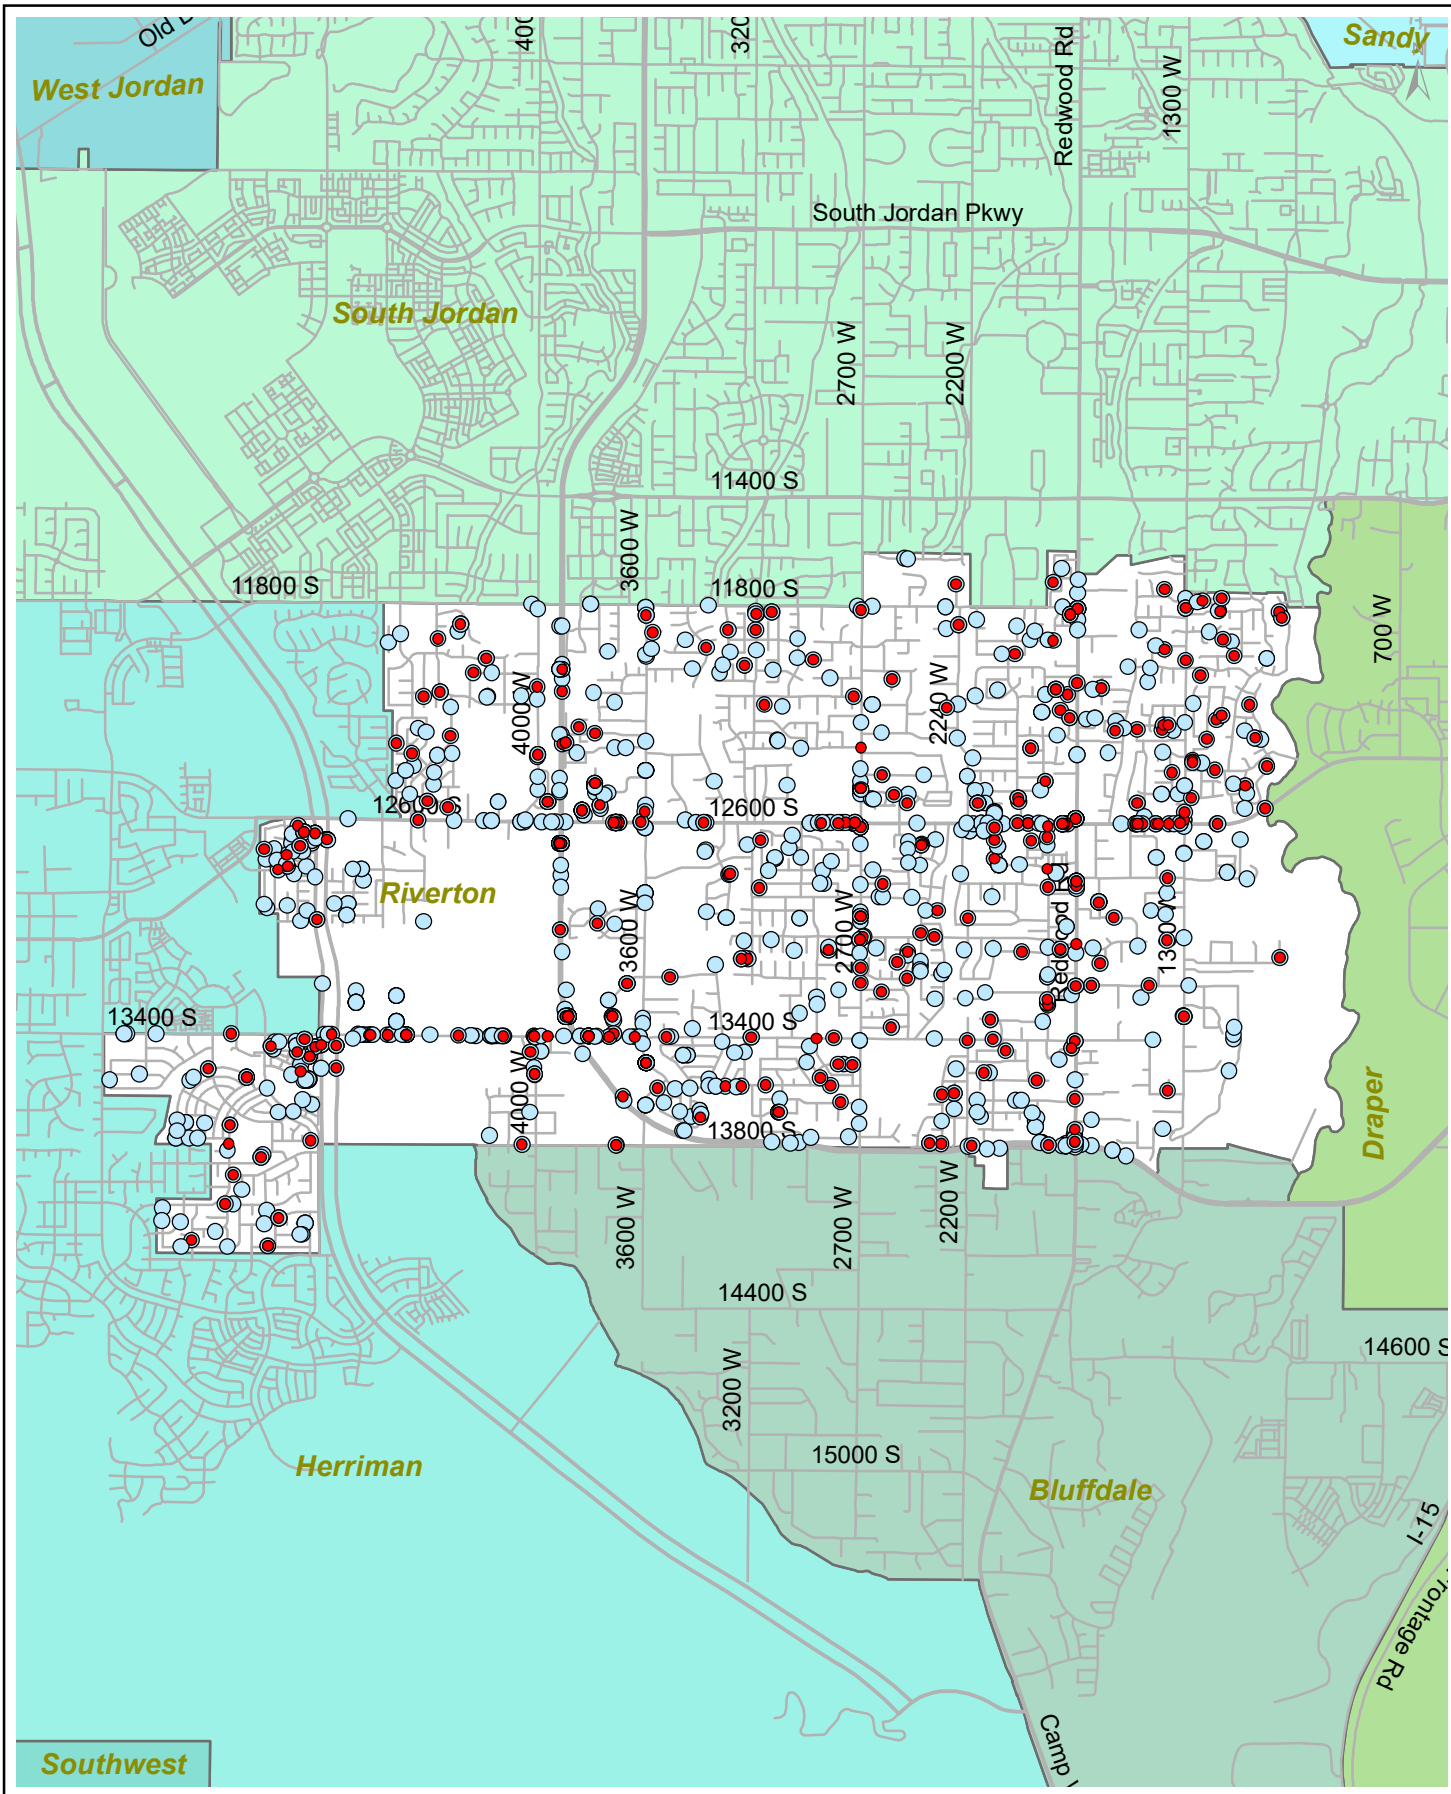 Old
Sandy
West Jordan
400
320
Redwood Rd
1300 W
South Jordan Pkwy
South Jordan
2700 W
2200 W
11400 S
3600 W
11800 S
11800 S
700 W
4000 W
2240 W
12600 S
12600 S
Riverton
3600 W
2700 W
Redwood Rd
1300 W
13400 S
13400 S
4000 W
13800 S
Draper
3600 W
2700 W
2200 W
14400 S
14600 S
3200 W
15000 S
Herriman
Bluffdale
I-15
Frontage Rd
Camp
Southwest